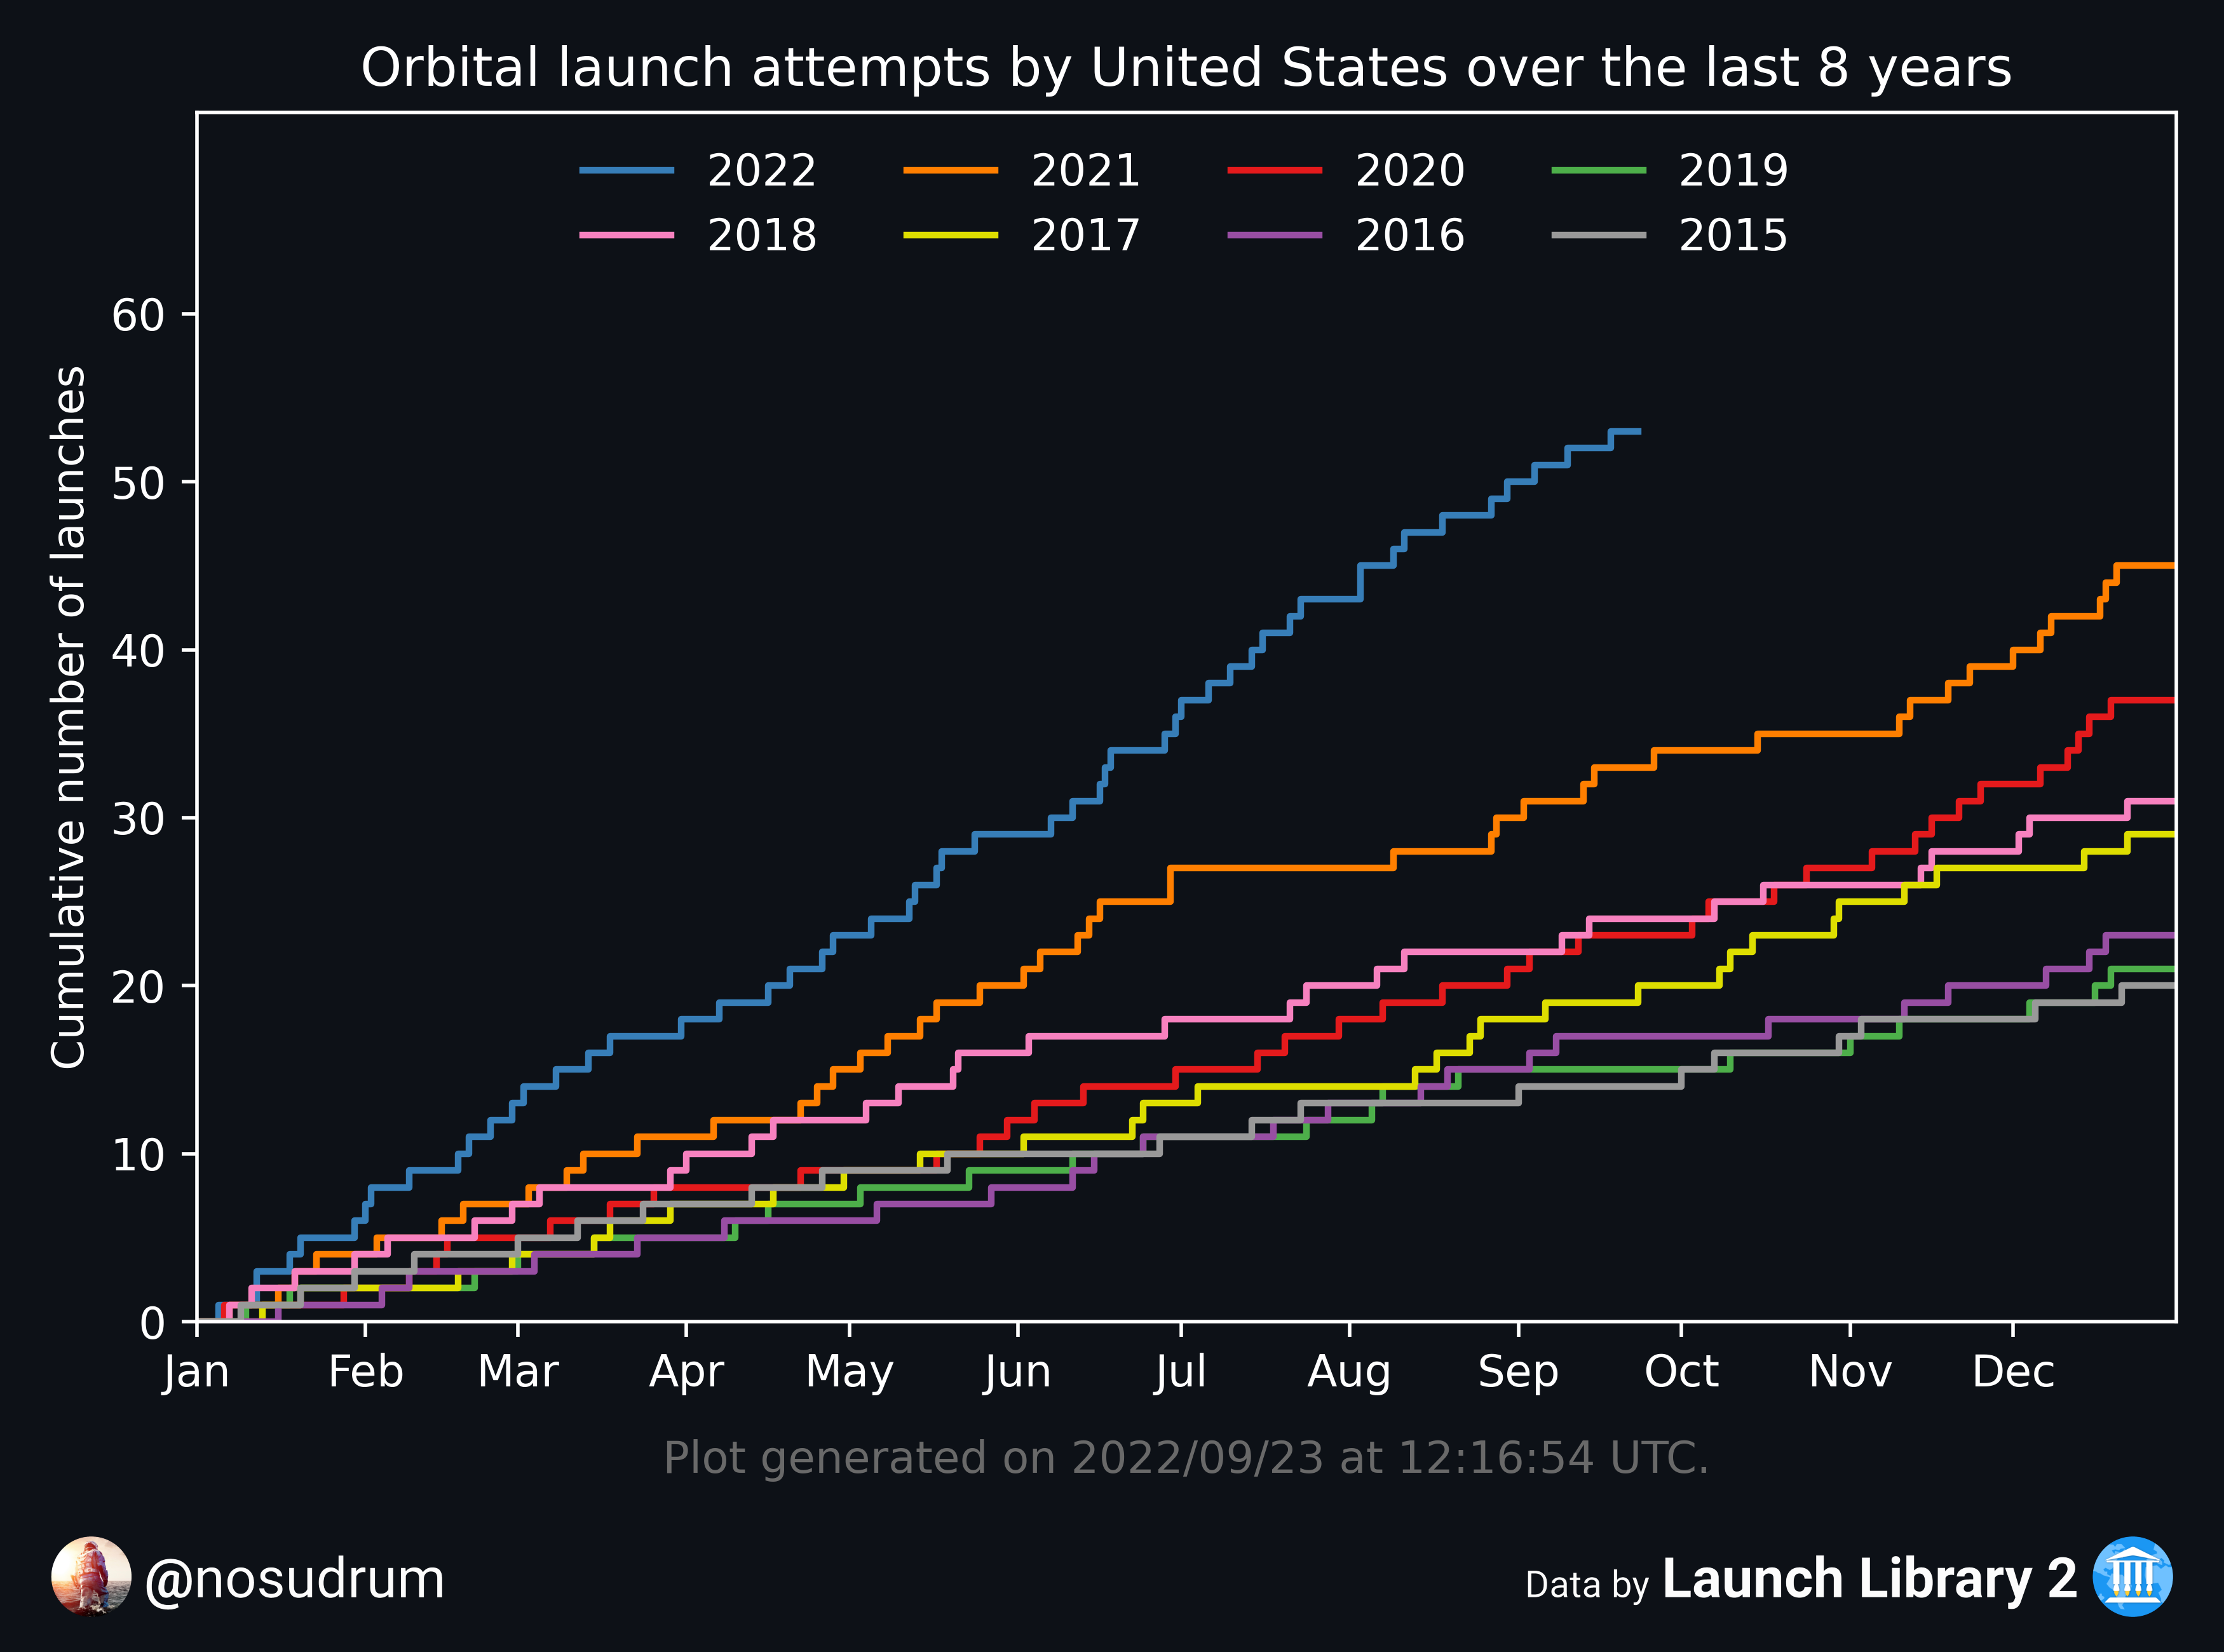 Orbital launch attempts by United States over the last 8 years
2022 2021 2020 2019
2018 2017 2016 2015
Cumulative number of launches
60
50
40
30
20
10
0
Jan Feb Mar Apr May Jun Jul Aug Sep Oct Nov Dec
Plot generated on 2022/09/23 at 12:16:54 UTC.
@nosudrum
Data by Launch Library 2